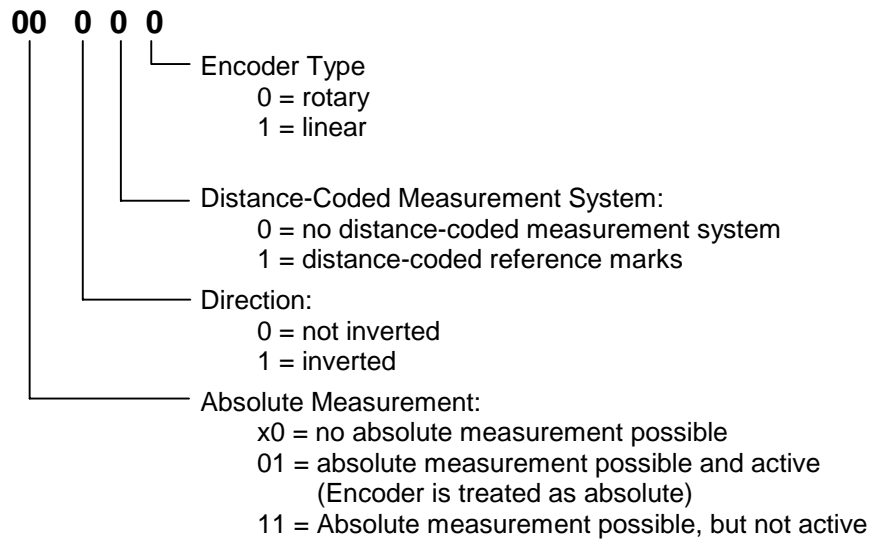 00 0 0 0
Encoder Type
0 = rotary
1 = linear
Distance-Coded Measurement System:
0 = no distance-coded measurement system
1 = distance-coded reference marks
Direction:
0 = not inverted
1 = inverted
Absolute Measurement:
x0 = no absolute measurement possible
01 = absolute measurement possible and active
(Encoder is treated as absolute)
11 = Absolute measurement possible, but not active